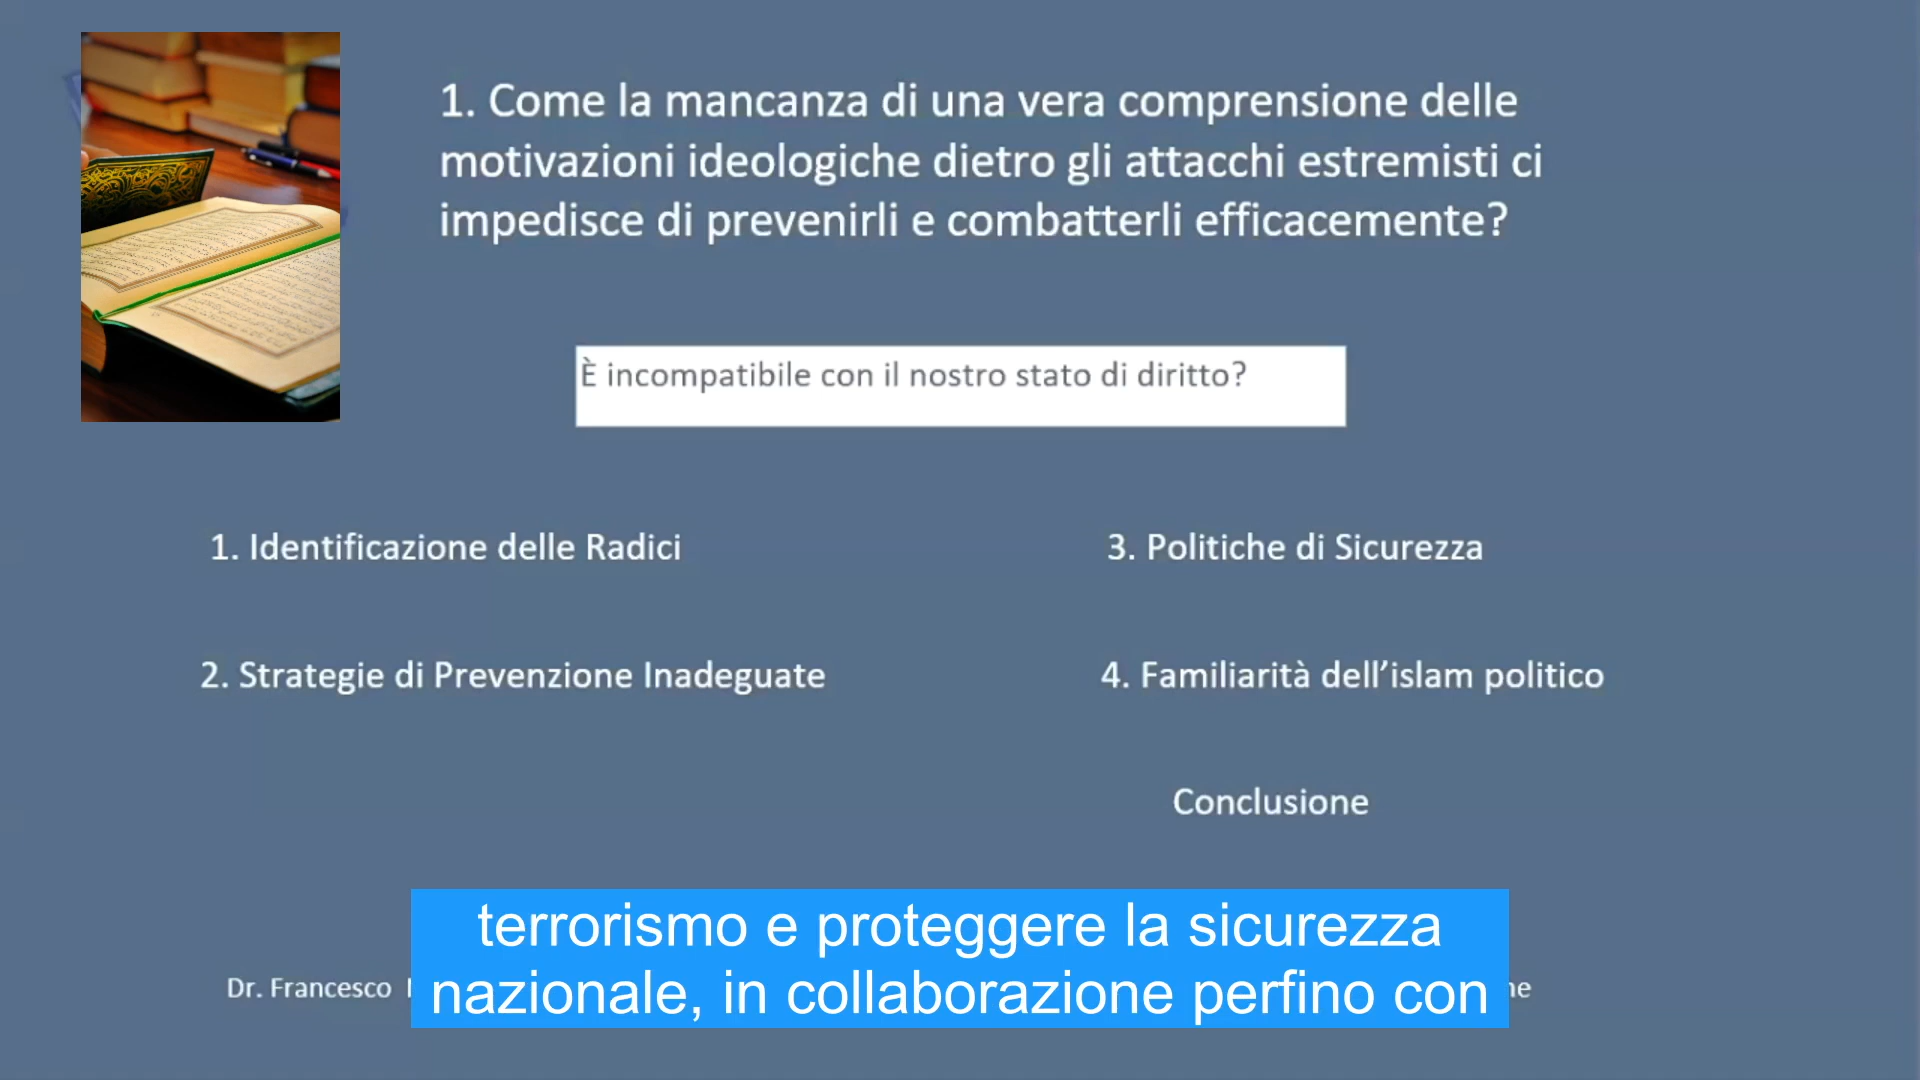 1. Come la mancanza di una vera comprensione delle
motivazioni ideologiche dietro gli attacchi estremisti ci
impedisce di prevenirli e combatterli efficacemente?
È incompatibile con il nostro stato di diritto?
1. Identificazione delle Radici
3. Politiche di Sicurezza
2. Strategie di Prevenzione Inadeguate
4. Familiarità dell’islam politico
Conclusione
terrorismo e proteggere la sicurezza
nazionale, in collaborazione perfino con
Dr. Francesco